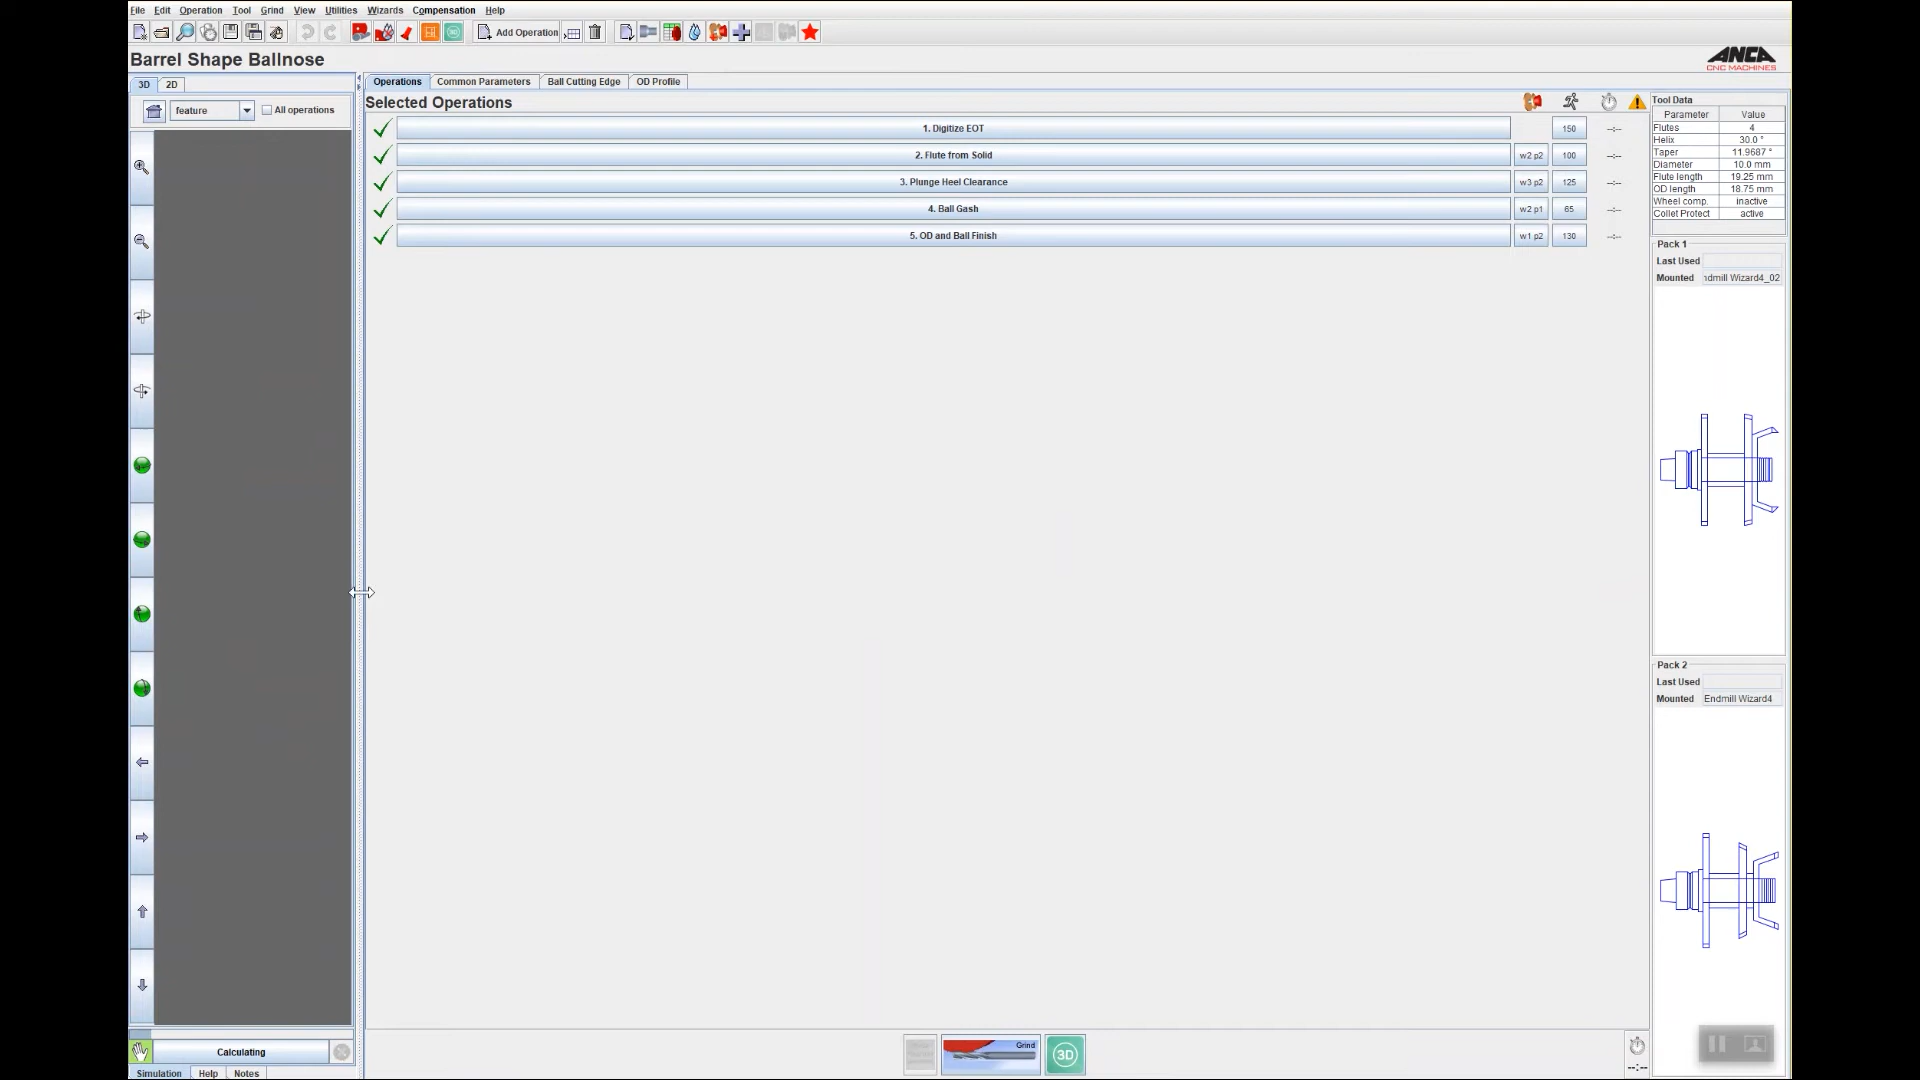 File Edit Operation Tool Grind View Utilities Wizards Compensation Help
Add Operation
Barrel Shape Ballnose
ANCA
CNC MACHINES
3D 2D
Operations Common Parameters Ball Cutting Edge OD Profile
feature All operations
Selected Operations
1. Digitize EOT 150 --:--
2. Flute from Solid w2 p2 100 --:--
3. Plunge Heel Clearance w3 p2 125 --:--
4. Ball Gash w2 p1 65 --:--
5. OD and Ball Finish w1 p2 130 --:--
Tool Data
Parameter Value
Flutes 4
Helix 30.0 °
Taper 11.9687 °
Diameter 10.0 mm
Flute length 19.25 mm
OD length 18.75 mm
Wheel comp. inactive
Collet Protect active
Pack 1
Last Used
Mounted ndmill Wizard4_02
Pack 2
Last Used
Mounted Endmill Wizard4
Calculating
Simulation Help Notes
Grind
3D
--:--